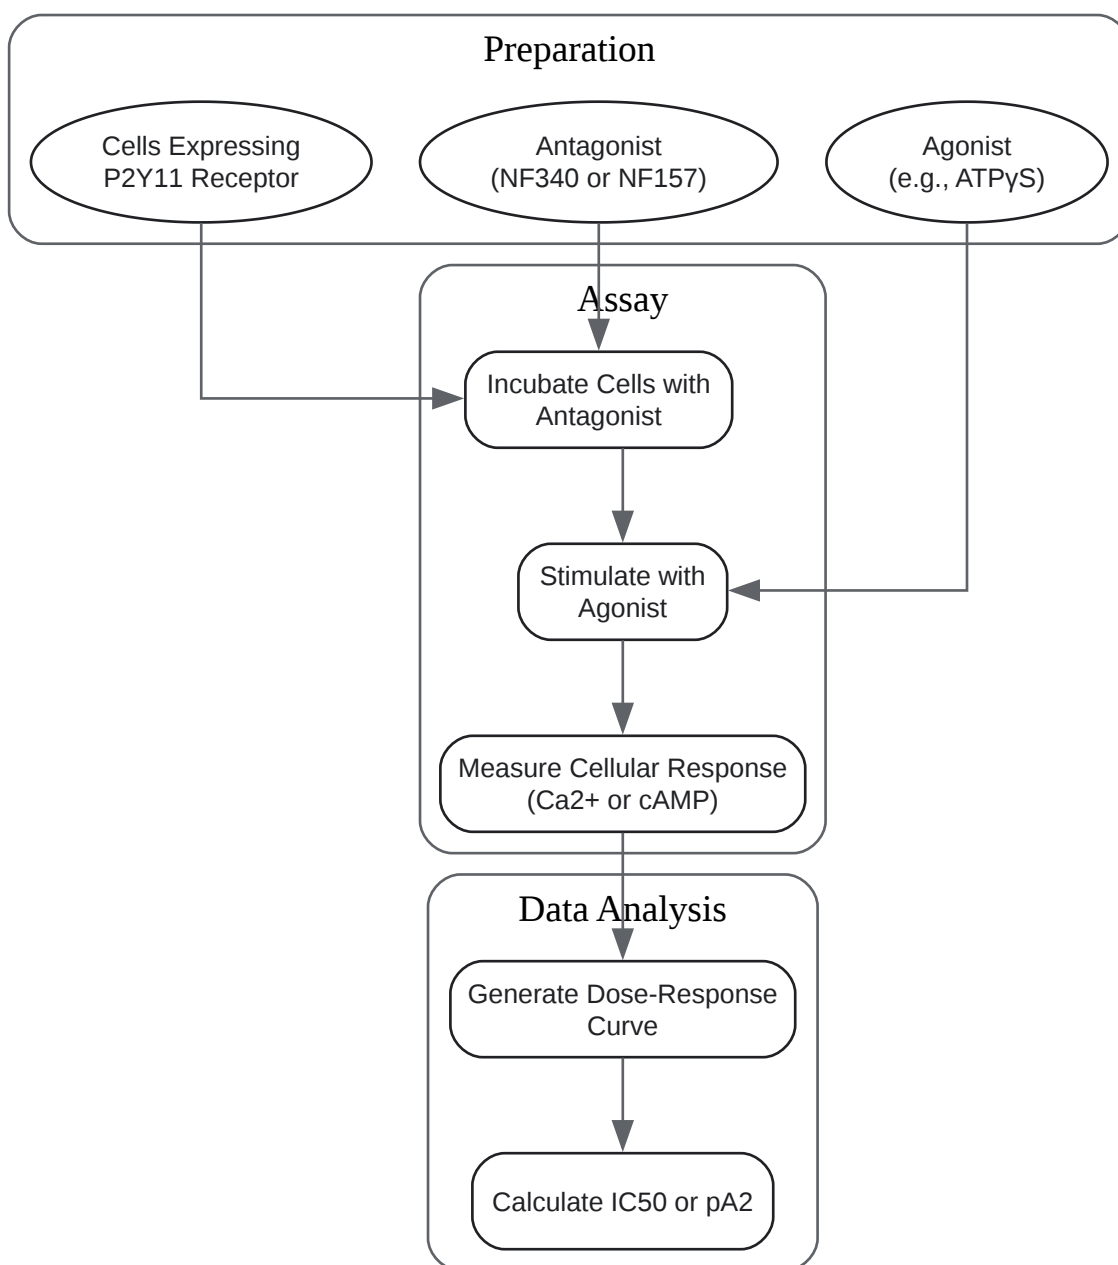 Preparation
Cells Expressing
P2Y11 Receptor
Antagonist
(NF340 or NF157)
Agonist
(e.g., ATPγS)
Assay
Incubate Cells with
Antagonist
Stimulate with
Agonist
Measure Cellular Response
(Ca2+ or cAMP)
Data Analysis
Generate Dose-Response
Curve
Calculate IC50 or pA2